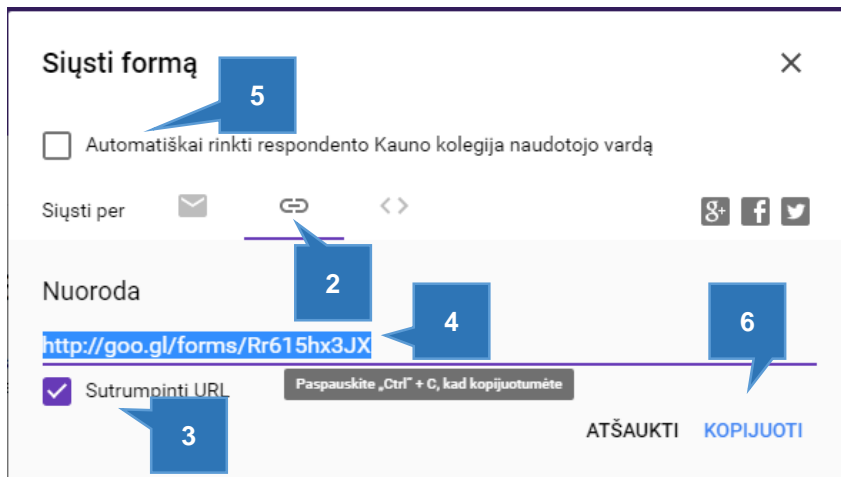 Siųsti formą
5
Automatiškai rinkti respondento Kauno kolegija naudotojo vardą
Siųsti per
8+
2
Nuoroda
4
6
http://goo.gl/forms/Rr615hx3JX
Sutrumpinti URL
Paspauskite „Ctrl" + C, kad kopijuotumėte
3
ATŠAUKTI KOPIJUOTI